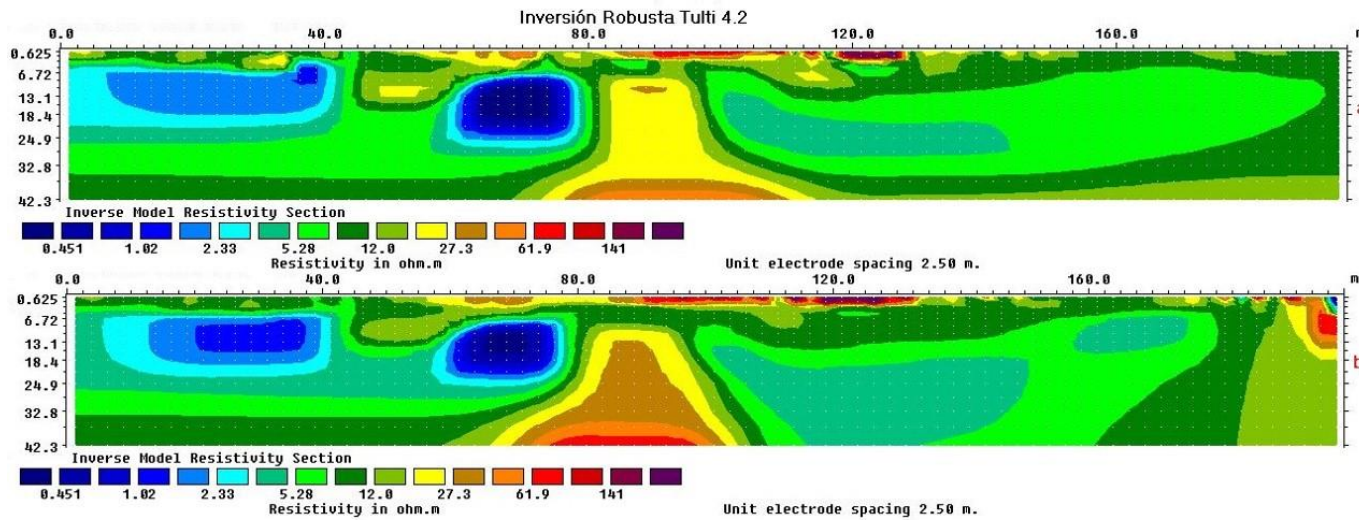 Inversión Robusta Tulti 4.2
0.0 40.0 80.0 120.0 160.0 m
0.625
6.72
13.1
18.4
24.9
32.8
42.3
a
Inverse Model Resistivity Section
0.451 1.02 2.33 5.28 12.0 27.3 61.9 141
Resistivity in ohm.m Unit electrode spacing 2.50 m.
0.0 40.0 80.0 120.0 160.0 m
0.625
6.72
13.1
18.4
24.9
32.8
42.3
b
Inverse Model Resistivity Section
0.451 1.02 2.33 5.28 12.0 27.3 61.9 141
Resistivity in ohm.m Unit electrode spacing 2.50 m.